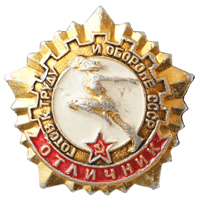 ГОТОВ К ТРУДУ И ОБОРОНЕ СССР
ОТЛИЧНИК